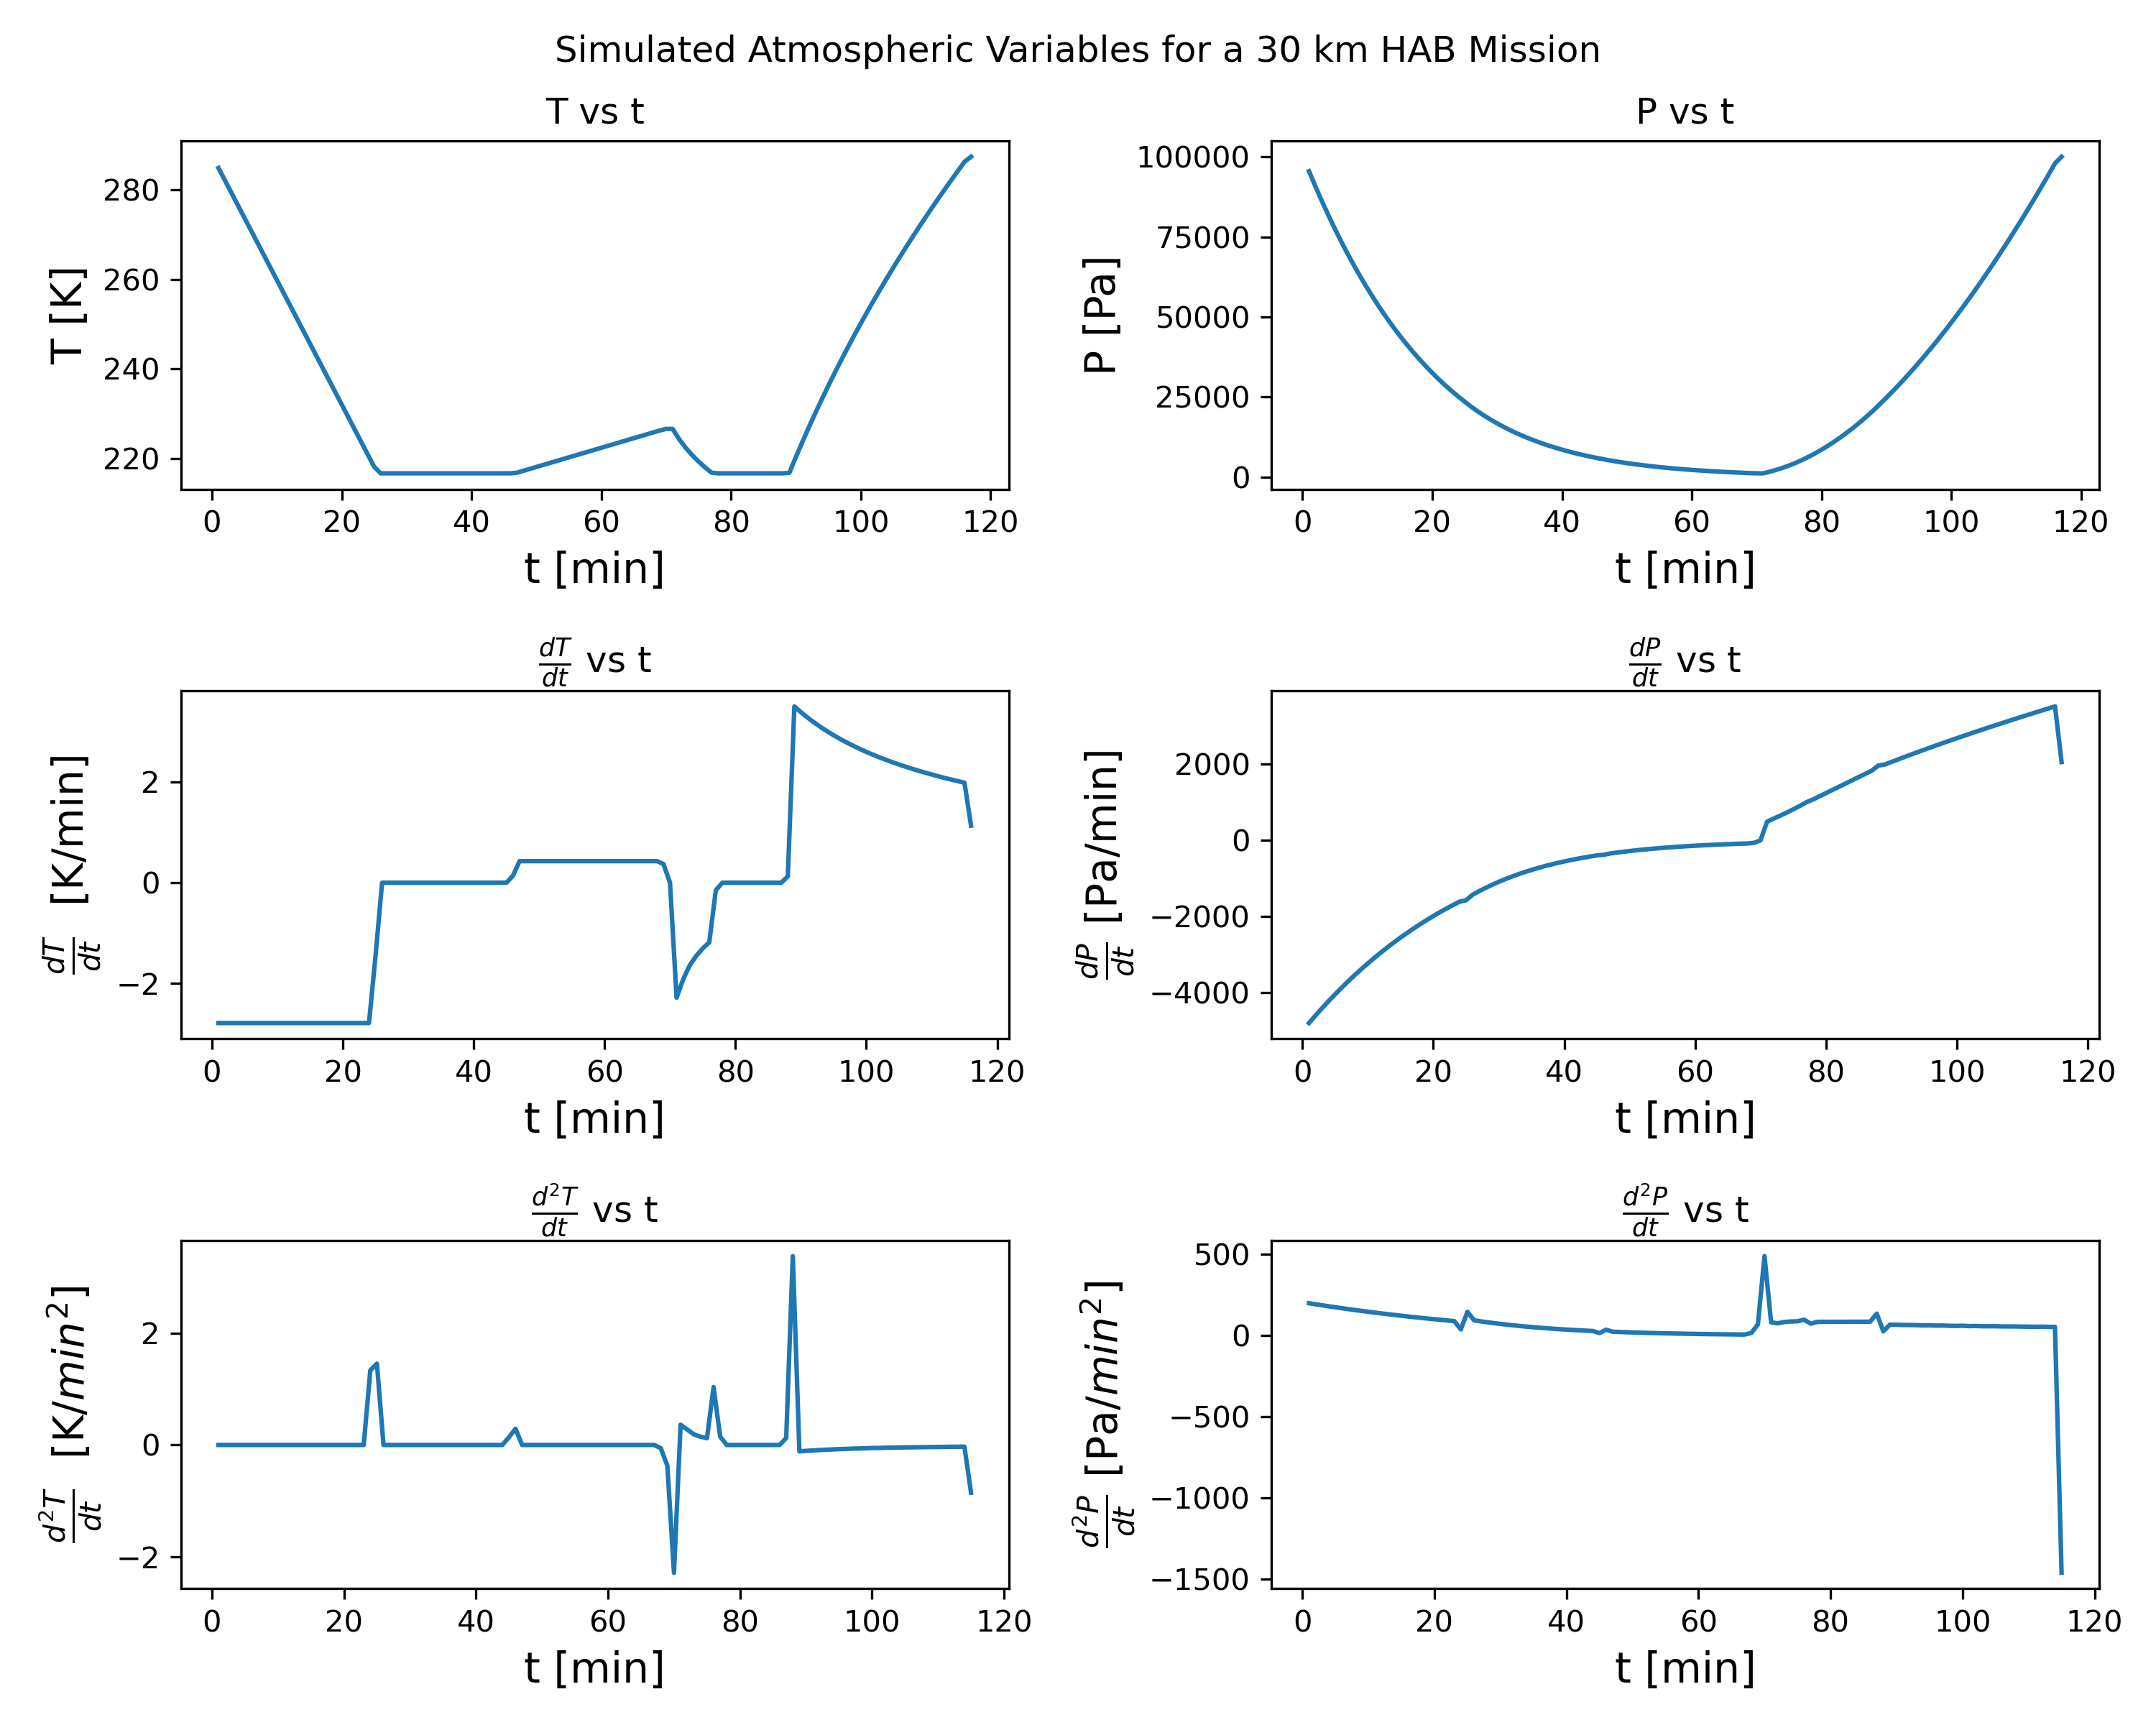 Simulated Atmospheric Variables for a 30 km HAB Mission
T vs t
T [K]
280
260
240
220
0 20 40 60 80 100 120
t [min]
P vs t
P [Pa]
100000
75000
50000
25000
0
0 20 40 60 80 100 120
t [min]
dT/dt vs t
dT/dt [K/min]
2
0
−2
0 20 40 60 80 100 120
t [min]
dP/dt vs t
dP/dt [Pa/min]
2000
0
−2000
−4000
0 20 40 60 80 100 120
t [min]
d²T/dt vs t
d²T/dt [K/min²]
2
0
−2
0 20 40 60 80 100 120
t [min]
d²P/dt vs t
d²P/dt [Pa/min²]
500
0
−500
−1000
−1500
0 20 40 60 80 100 120
t [min]